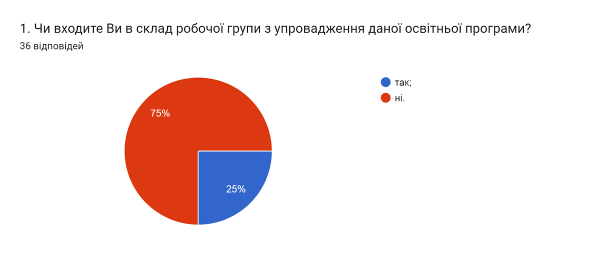 1. Чи входите Ви в склад робочої групи з упровадження даної освітньої програми?
36 відповідей
так;
ні.
75%
25%